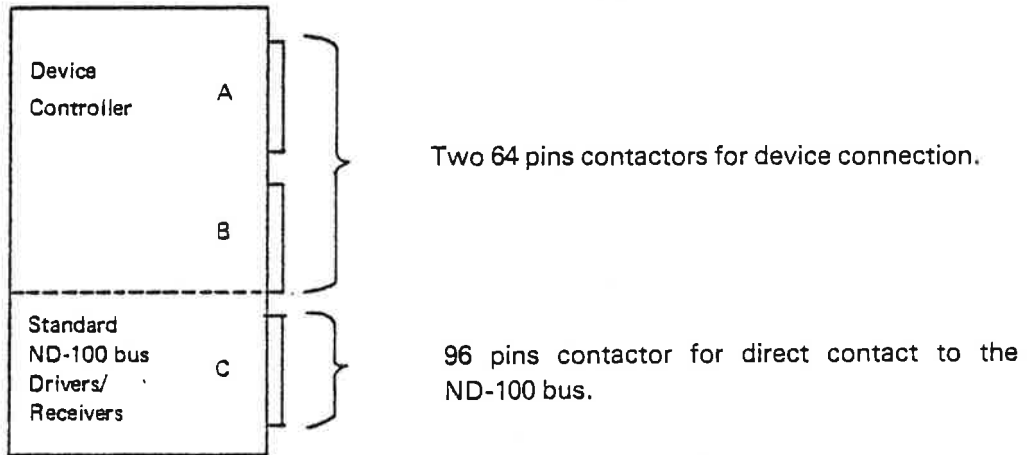 Device
Controller
A
Two 64 pins contactors for device connection.
B
Standard
ND-100 bus
Drivers/
Receivers
C
96 pins contactor for direct contact to the
ND-100 bus.